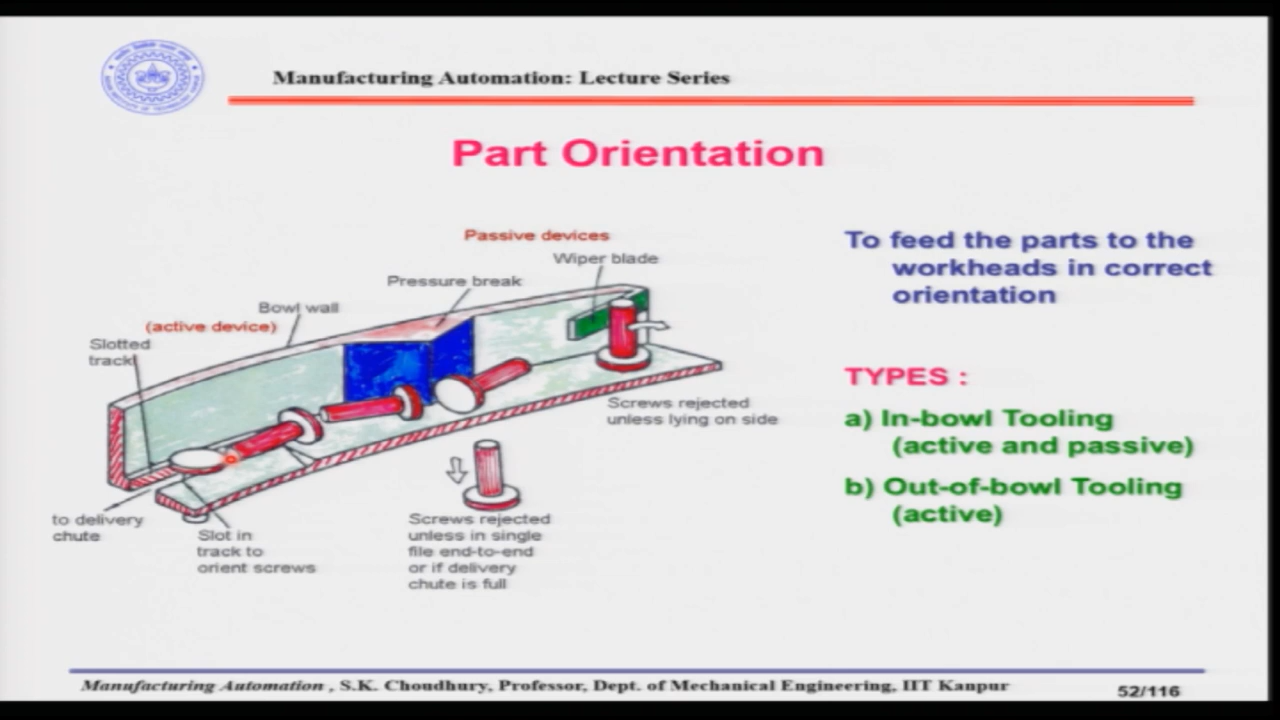 Manufacturing Automation: Lecture Series
Part Orientation
Passive devices
Wiper blade
Pressure break
Bowl wall
(active device)
Slotted
track
Screws rejected
unless lying on side
to delivery
chute
Slot in
track to
orient screws
Screws rejected
unless in single
file end-to-end
or if delivery
chute is full
To feed the parts to the
workheads in correct
orientation
TYPES :
a) In-bowl Tooling
(active and passive)
b) Out-of-bowl Tooling
(active)
Manufacturing Automation , S.K. Choudhury, Professor, Dept. of Mechanical Engineering, IIT Kanpur
52/116